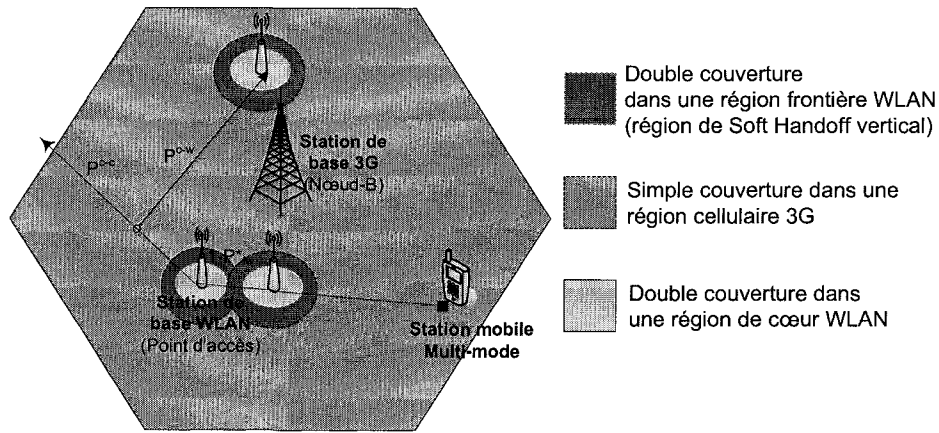 Double couverture
dans une région frontière WLAN
(région de Soft Handoff vertical)
Simple couverture dans une
région cellulaire 3G
Double couverture dans
une région de cœur WLAN
Station de
base 3G
(Nœud-B)
P^c-c
P^c-w
Station de
base WLAN
(Point d'accès)
Station mobile
Multi-mode